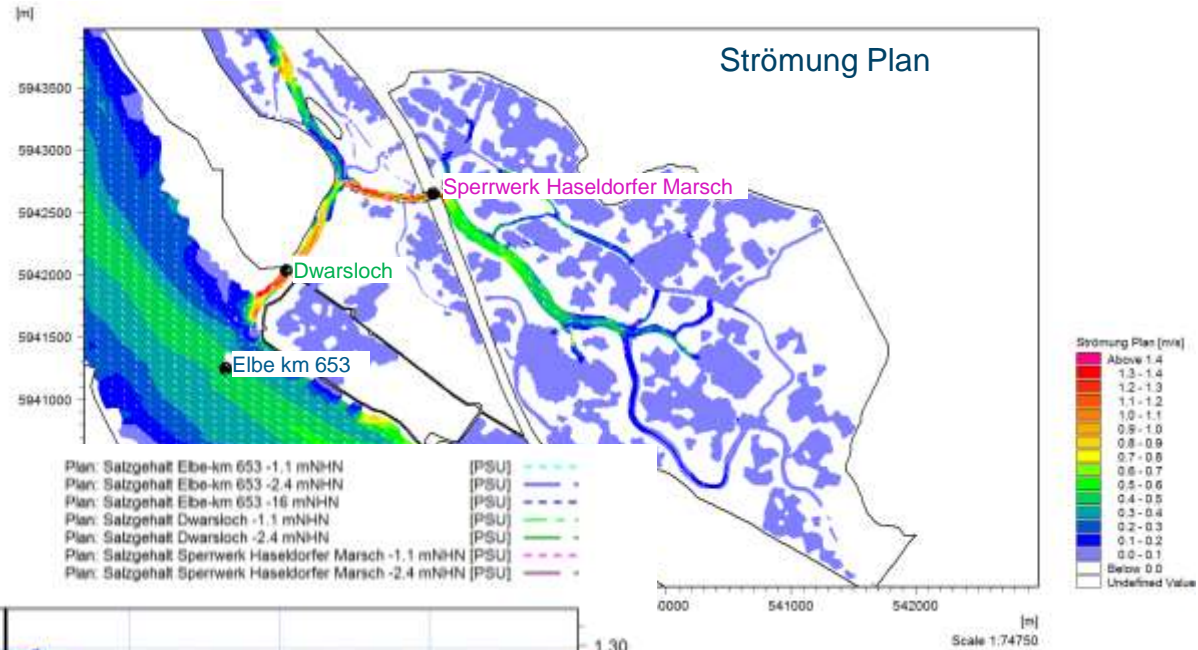 [m]
Strömung Plan
5943500
5943000
5942500
5942000
5941500
5941000
Sperrwerk Haseldorfer Marsch
Dwarsloch
Elbe km 653
Strömung Plan [m/s]
Above 1.4
1.3 - 1.4
1.2 - 1.3
1.1 - 1.2
1.0 - 1.1
0.9 - 1.0
0.8 - 0.9
0.7 - 0.8
0.6 - 0.7
0.5 - 0.6
0.4 - 0.5
0.3 - 0.4
0.2 - 0.3
0.1 - 0.2
0.0 - 0.1
Below 0.0
Undefined Value
Plan: Salzgehalt Elbe-km 653 -1.1 mNHN [PSU]
Plan: Salzgehalt Elbe-km 653 -2.4 mNHN [PSU]
Plan: Salzgehalt Elbe-km 653 -16 mNHN [PSU]
Plan: Salzgehalt Dwarsloch -1.1 mNHN [PSU]
Plan: Salzgehalt Dwarsloch -2.4 mNHN [PSU]
Plan: Salzgehalt Sperrwerk Haseldorfer Marsch -1.1 mNHN [PSU]
Plan: Salzgehalt Sperrwerk Haseldorfer Marsch -2.4 mNHN [PSU]
0000 541000 542000
[m]
Scale 1:74750
1.30